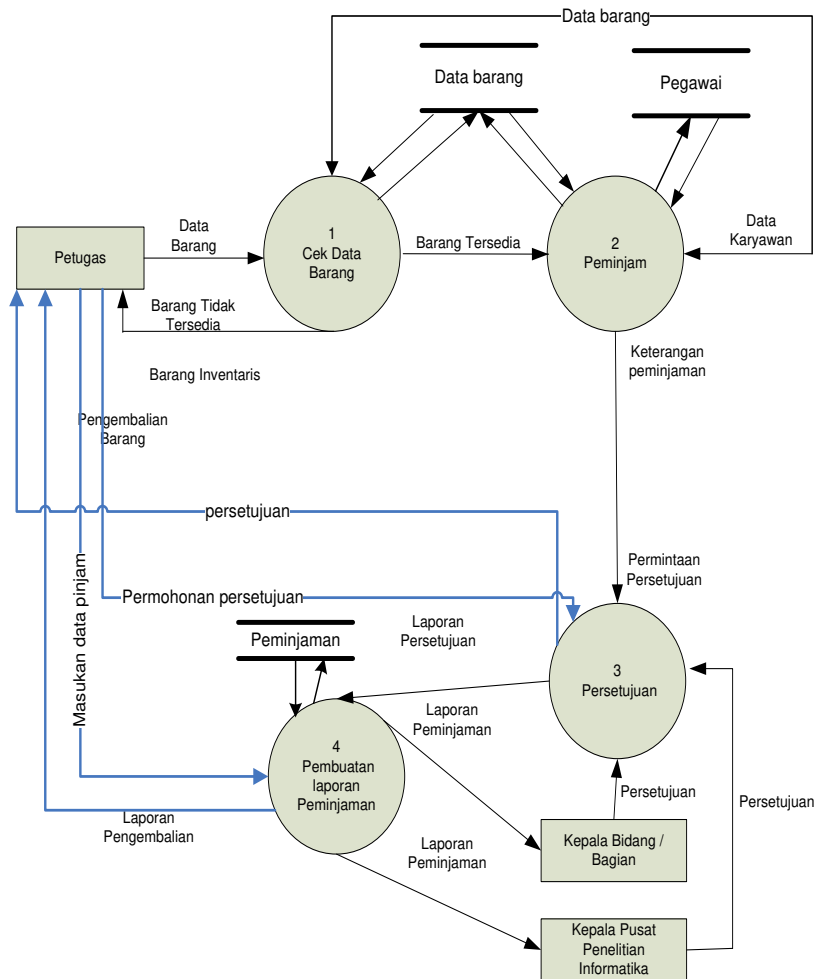 Data barang
Data barang
Pegawai
1
Cek Data
Barang
2
Peminjam
Petugas
Data
Barang
Barang Tersedia
Data
Karyawan
Barang Tidak
Tersedia
Keterangan
peminjaman
Barang Inventaris
Pengembalian
Barang
persetujuan
Masukan data pinjam
Permintaan
Persetujuan
Permohonan persetujuan
Laporan
Persetujuan
Peminjaman
3
Persetujuan
Laporan
Peminjaman
4
Pembuatan
laporan
Peminjaman
Persetujuan
Persetujuan
Laporan
Pengembalian
Laporan
Peminjaman
Kepala Bidang /
Bagian
Kepala Pusat
Penelitian
Informatika